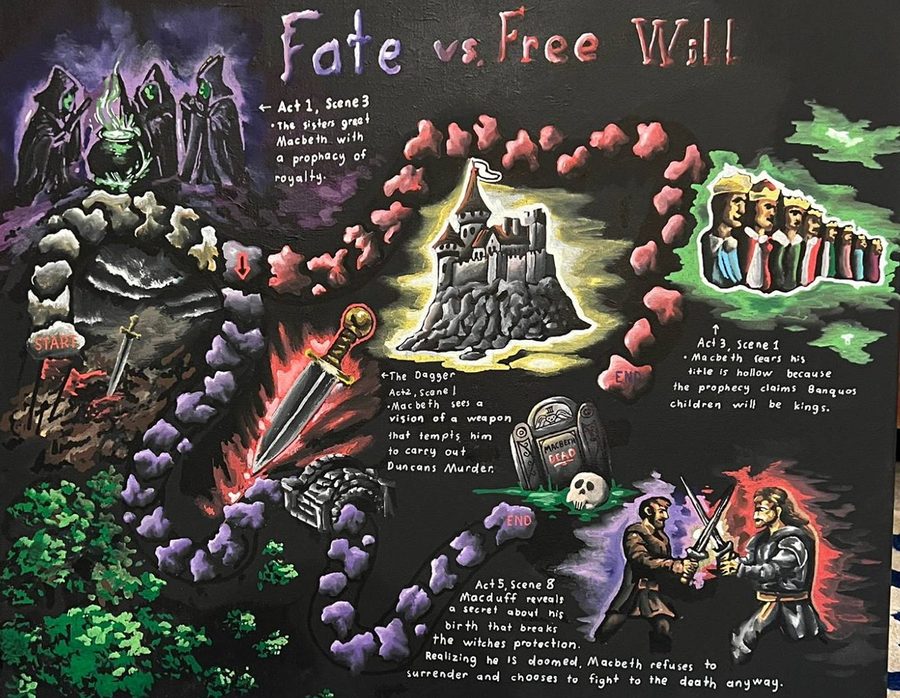 Fate vs. Free Will
← Act 1, Scene 3
• The sisters greet
Macbeth with
a prophacy of
royalty.
START
↑
Act 3, Scene 1
• Macbeth fears his
title is hollow because
the prophecy claims Banquos
children will be kings.
END
← The Dagger
Act2, Scene 1
• Macbeth sees a
vision of a weapon
that tempts him
to carry out
Duncans Murder.
MACBETH
DEAD
END
Act 5, Scene 8
Macduff reveals
a secret about his
birth that breaks
the witches protection.
Realizing he is doomed, Macbeth refuses to
surrender and chooses to fight to the death anyway.